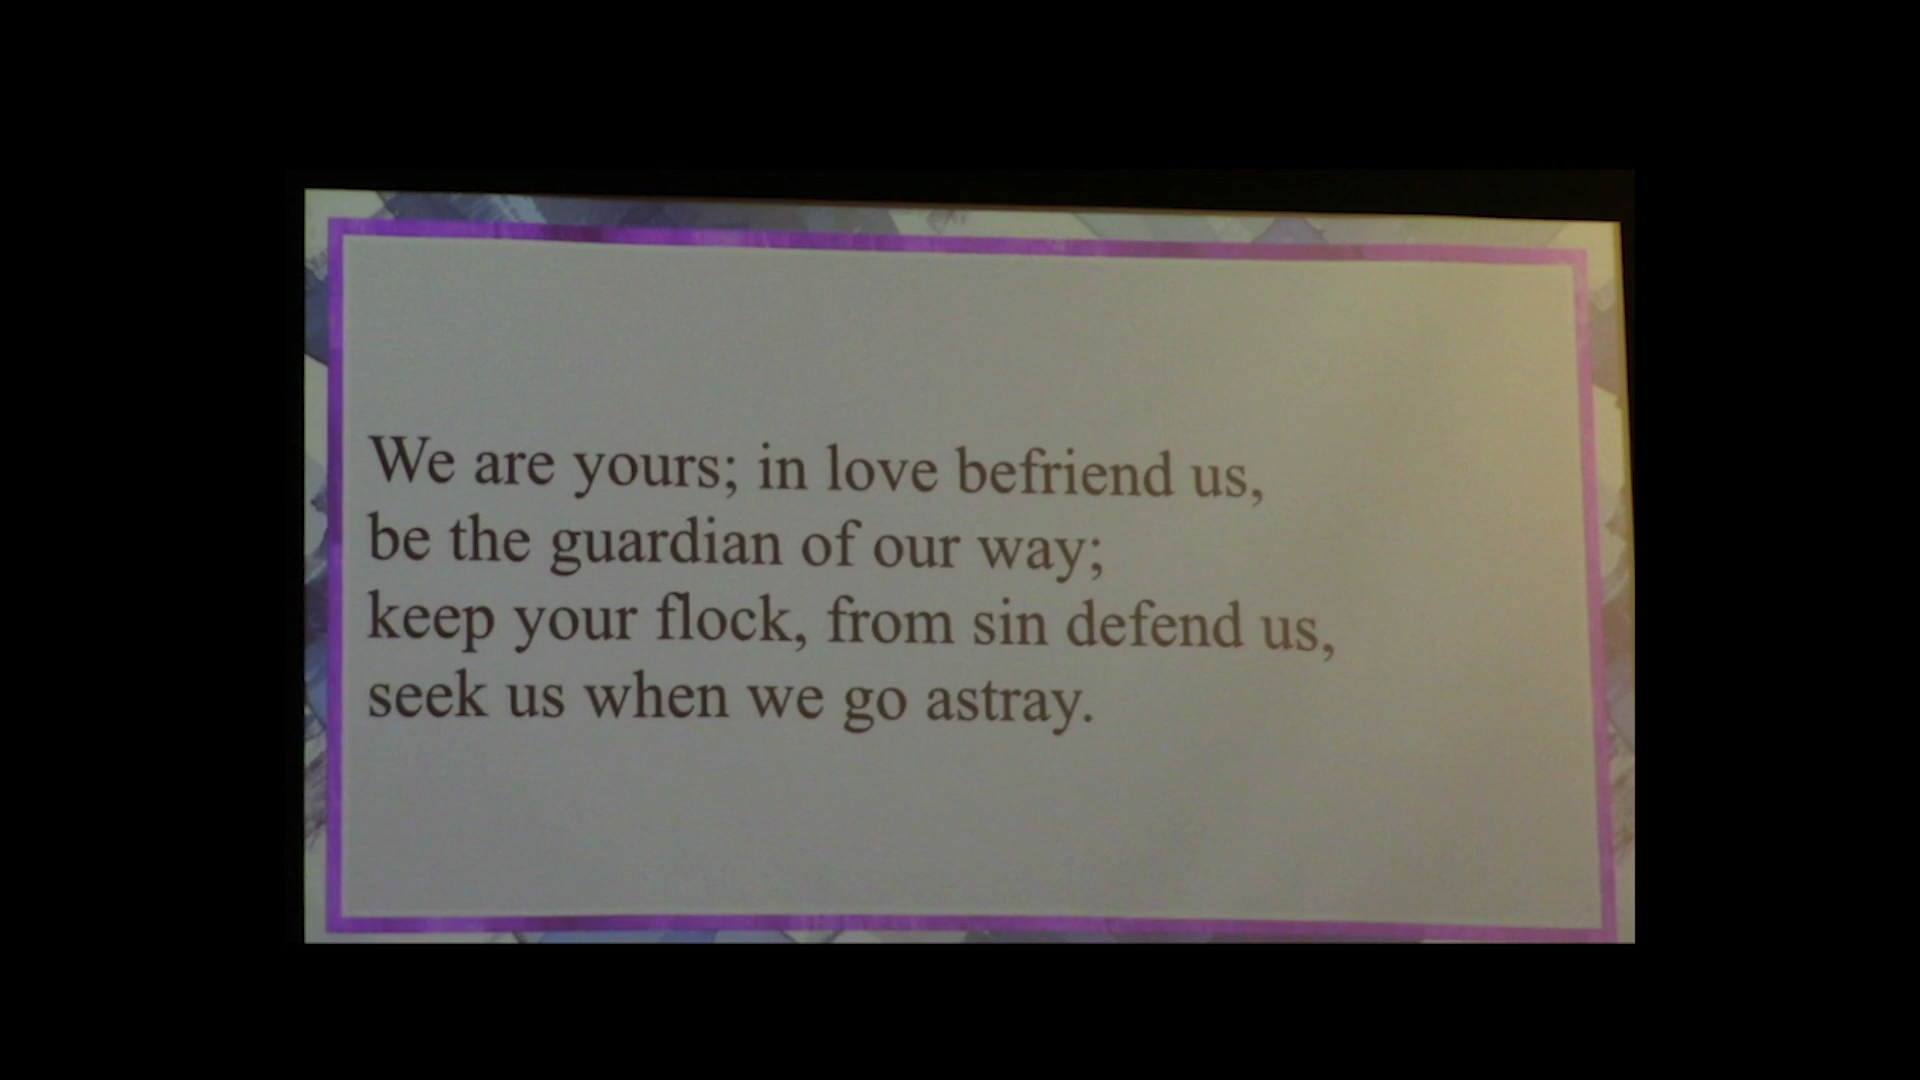 We are yours; in love befriend us,
be the guardian of our way;
keep your flock, from sin defend us,
seek us when we go astray.